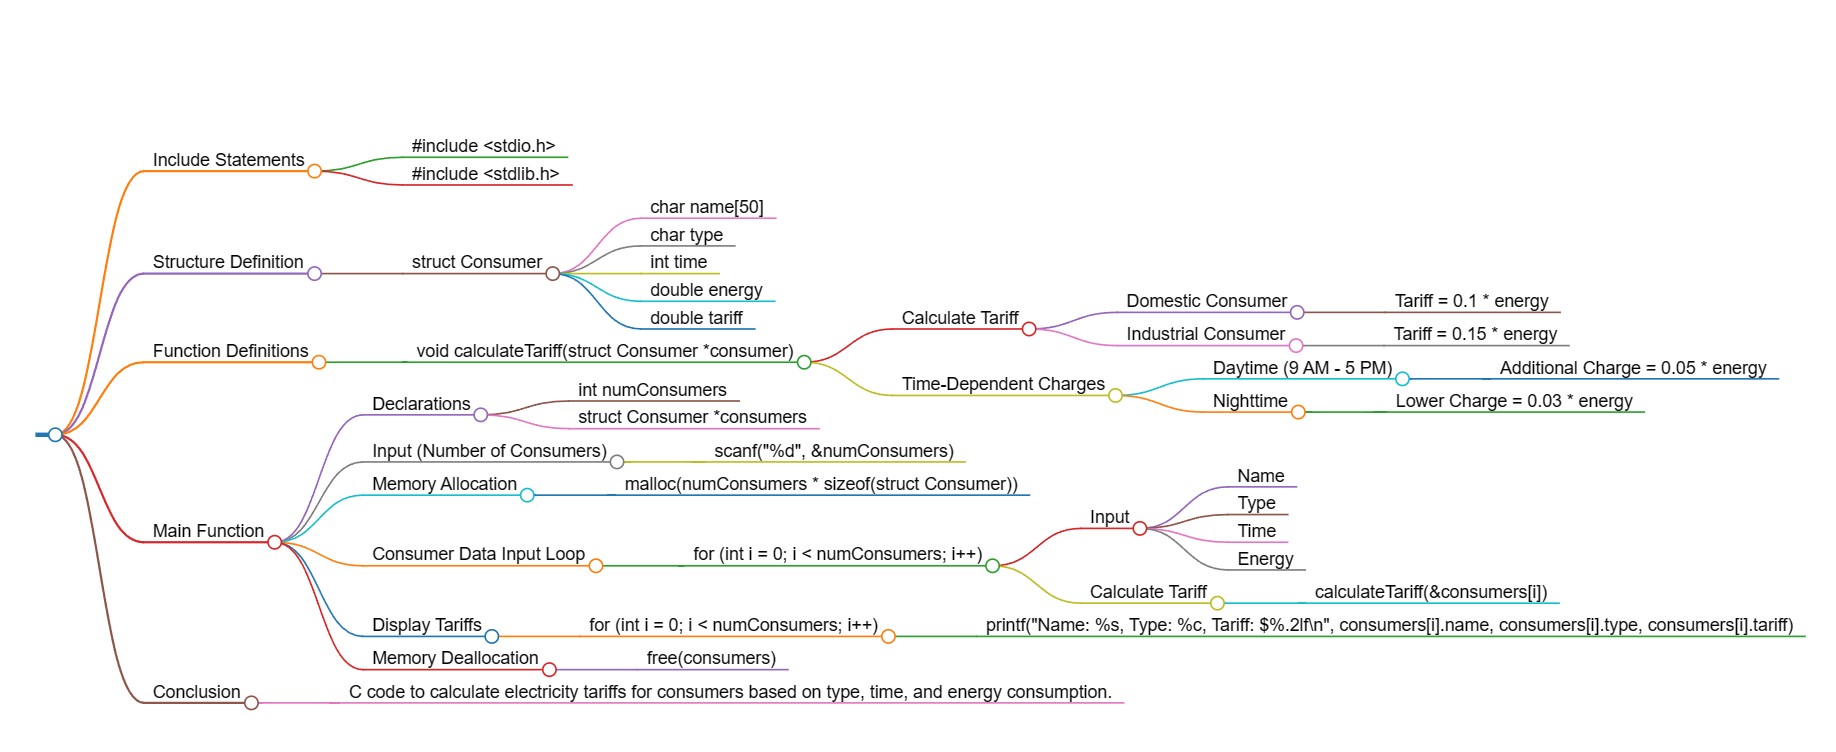 Include Statements
#include <stdio.h>
#include <stdlib.h>
Structure Definition
struct Consumer
char name[50]
char type
int time
double energy
double tariff
Function Definitions
void calculateTariff(struct Consumer *consumer)
Calculate Tariff
Domestic Consumer
Tariff = 0.1 * energy
Industrial Consumer
Tariff = 0.15 * energy
Time-Dependent Charges
Daytime (9 AM - 5 PM)
Additional Charge = 0.05 * energy
Nighttime
Lower Charge = 0.03 * energy
Main Function
Declarations
int numConsumers
struct Consumer *consumers
Input (Number of Consumers)
scanf("%d", &numConsumers)
Memory Allocation
malloc(numConsumers * sizeof(struct Consumer))
Consumer Data Input Loop
for (int i = 0; i < numConsumers; i++)
Input
Name
Type
Time
Energy
Calculate Tariff
calculateTariff(&consumers[i])
Display Tariffs
for (int i = 0; i < numConsumers; i++)
printf("Name: %s, Type: %c, Tariff: $%.2lf\n", consumers[i].name, consumers[i].type, consumers[i].tariff)
Memory Deallocation
free(consumers)
Conclusion
C code to calculate electricity tariffs for consumers based on type, time, and energy consumption.